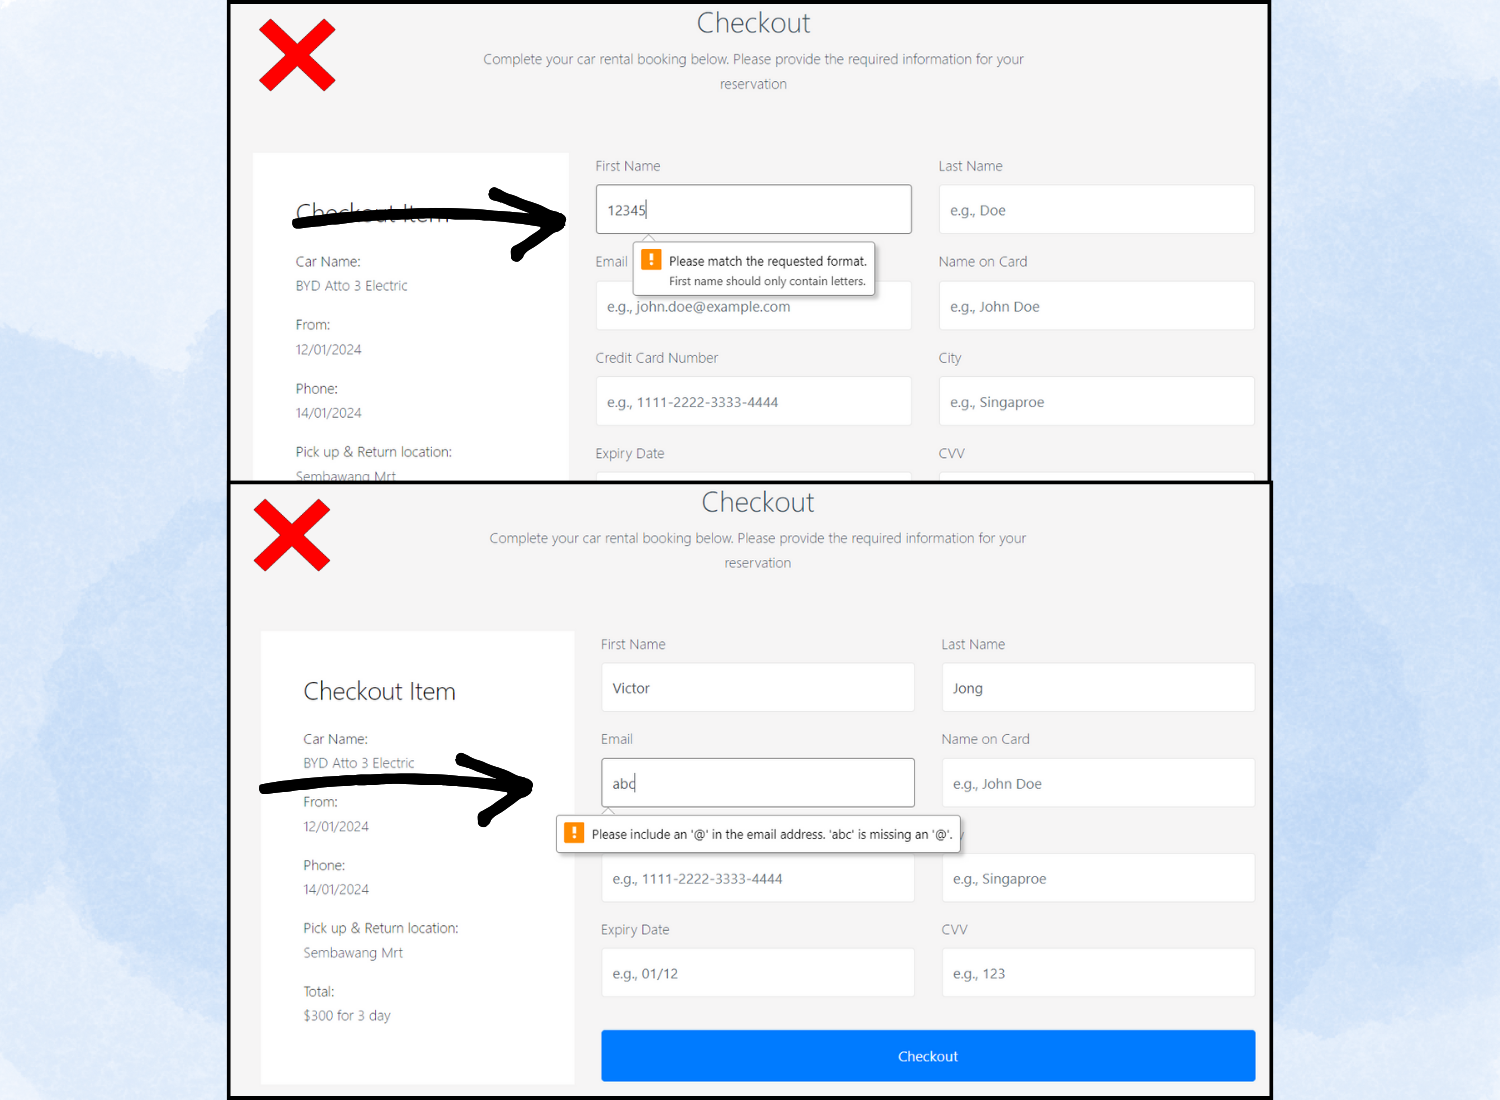 Checkout
Complete your car rental booking below. Please provide the required information for your
reservation
Checkout Item
Car Name:
BYD Atto 3 Electric
From:
12/01/2024
Phone:
14/01/2024
Pick up & Return location:
Sembawang Mrt
First Name
Last Name
12345
e.g., Doe
Please match the requested format.
First name should only contain letters.
Email
Name on Card
e.g., john.doe@example.com
e.g., John Doe
Credit Card Number
City
e.g., 1111-2222-3333-4444
e.g., Singaproe
Expiry Date
CVV
Checkout
Complete your car rental booking below. Please provide the required information for your
reservation
Checkout Item
Car Name:
BYD Atto 3 Electric
From:
12/01/2024
Phone:
14/01/2024
Pick up & Return location:
Sembawang Mrt
Total:
$300 for 3 day
First Name
Last Name
Victor
Jong
Email
Name on Card
abc
e.g., John Doe
Please include an '@' in the email address. 'abc' is missing an '@'.
e.g., 1111-2222-3333-4444
e.g., Singaproe
Expiry Date
CVV
e.g., 01/12
e.g., 123
Checkout